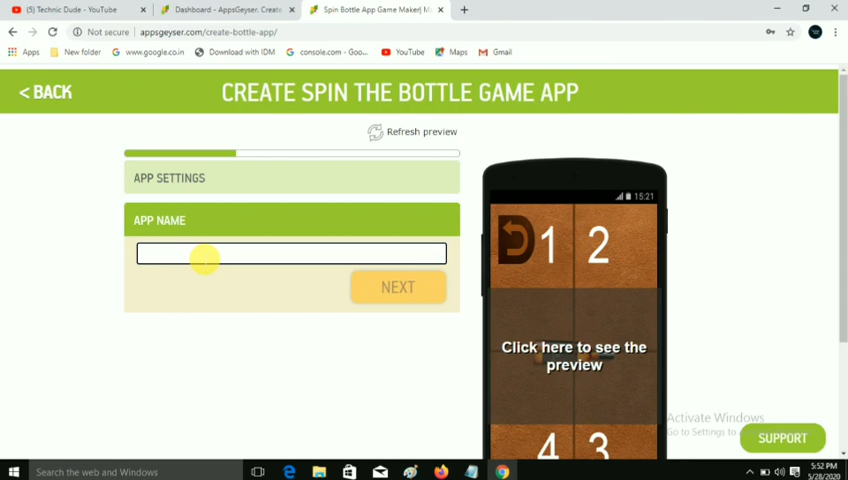 (5) Technic Dude - YouTube
Dashboard - AppsGeyser. Create
Spin Bottle App Game Maker| M
Not secure
appsgeyser.com/create-bottle-app/
Apps
New folder
www.google.co.in
Download with IDM
console.com - Goo...
YouTube
Maps
Gmail
< BACK
CREATE SPIN THE BOTTLE GAME APP
Refresh preview
APP SETTINGS
APP NAME
NEXT
15:21
1 2
Click here to see the
preview
4 3
Activate Windows
Go to Settings to
SUPPORT
Search the web and Windows
5:52 PM
5/28/2020